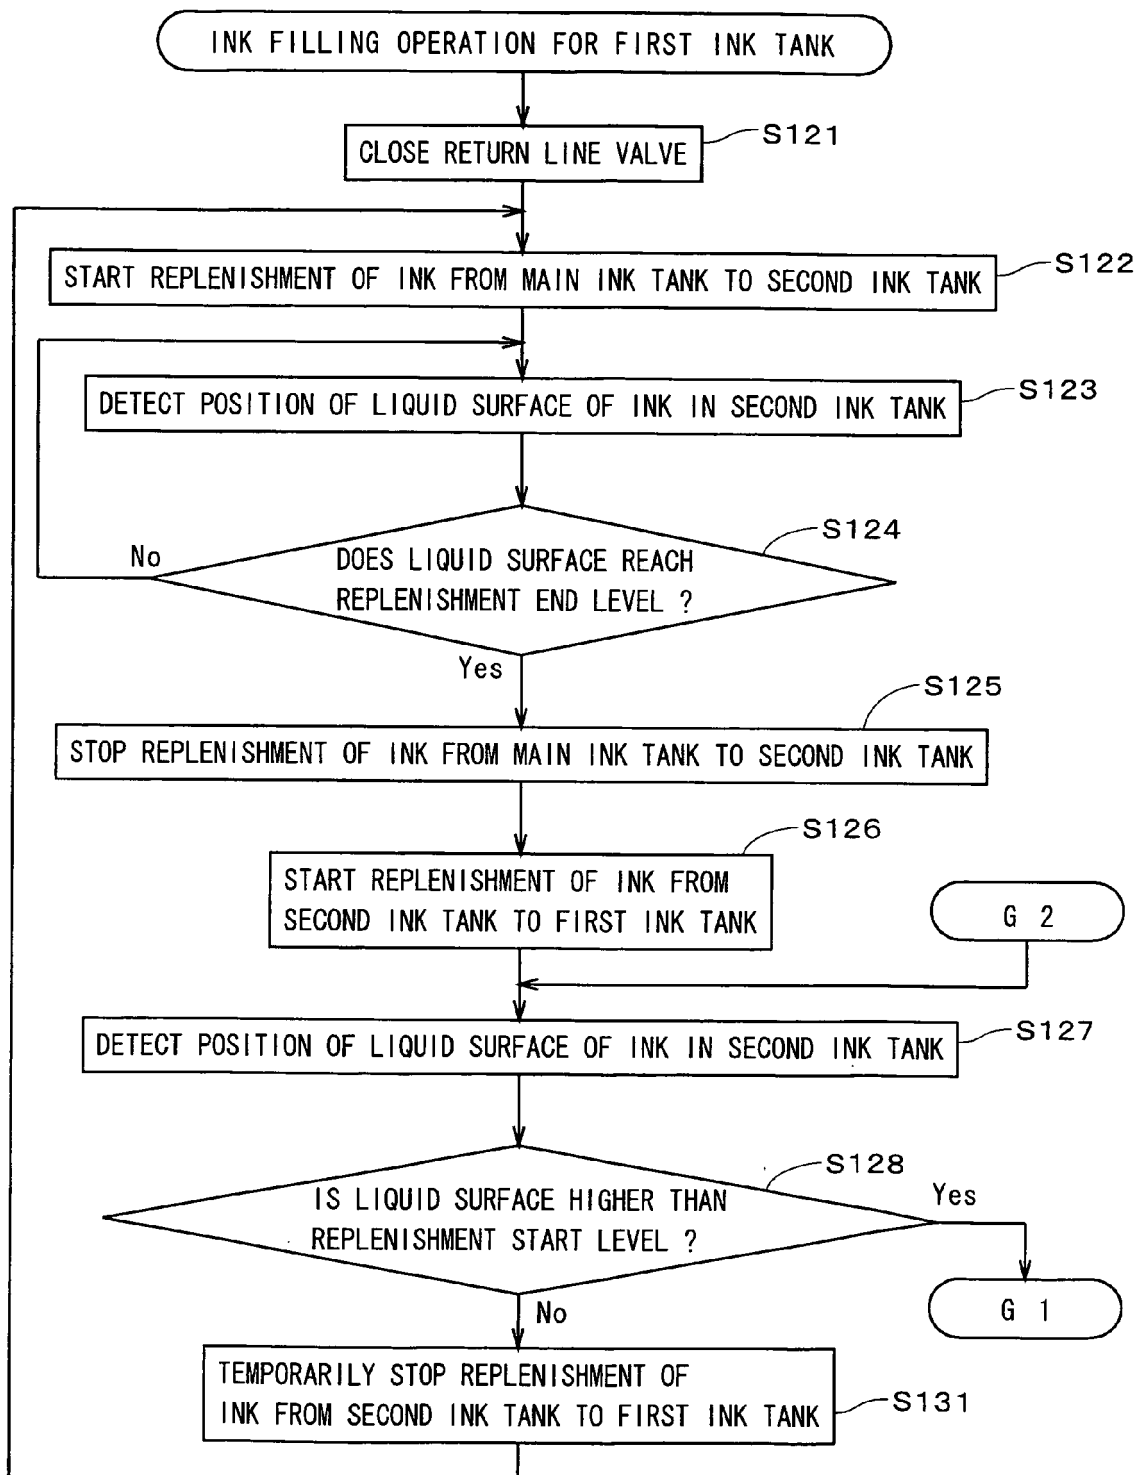 INK FILLING OPERATION FOR FIRST INK TANK
CLOSE RETURN LINE VALVE
S121
START REPLENISHMENT OF INK FROM MAIN INK TANK TO SECOND INK TANK
S122
DETECT POSITION OF LIQUID SURFACE OF INK IN SECOND INK TANK
S123
S124
No
DOES LIQUID SURFACE REACH
REPLENISHMENT END LEVEL ?
Yes
S125
STOP REPLENISHMENT OF INK FROM MAIN INK TANK TO SECOND INK TANK
S126
START REPLENISHMENT OF INK FROM
SECOND INK TANK TO FIRST INK TANK
G 2
DETECT POSITION OF LIQUID SURFACE OF INK IN SECOND INK TANK
S127
S128
IS LIQUID SURFACE HIGHER THAN
REPLENISHMENT START LEVEL ?
Yes
G 1
No
TEMPORARILY STOP REPLENISHMENT OF
INK FROM SECOND INK TANK TO FIRST INK TANK
S131